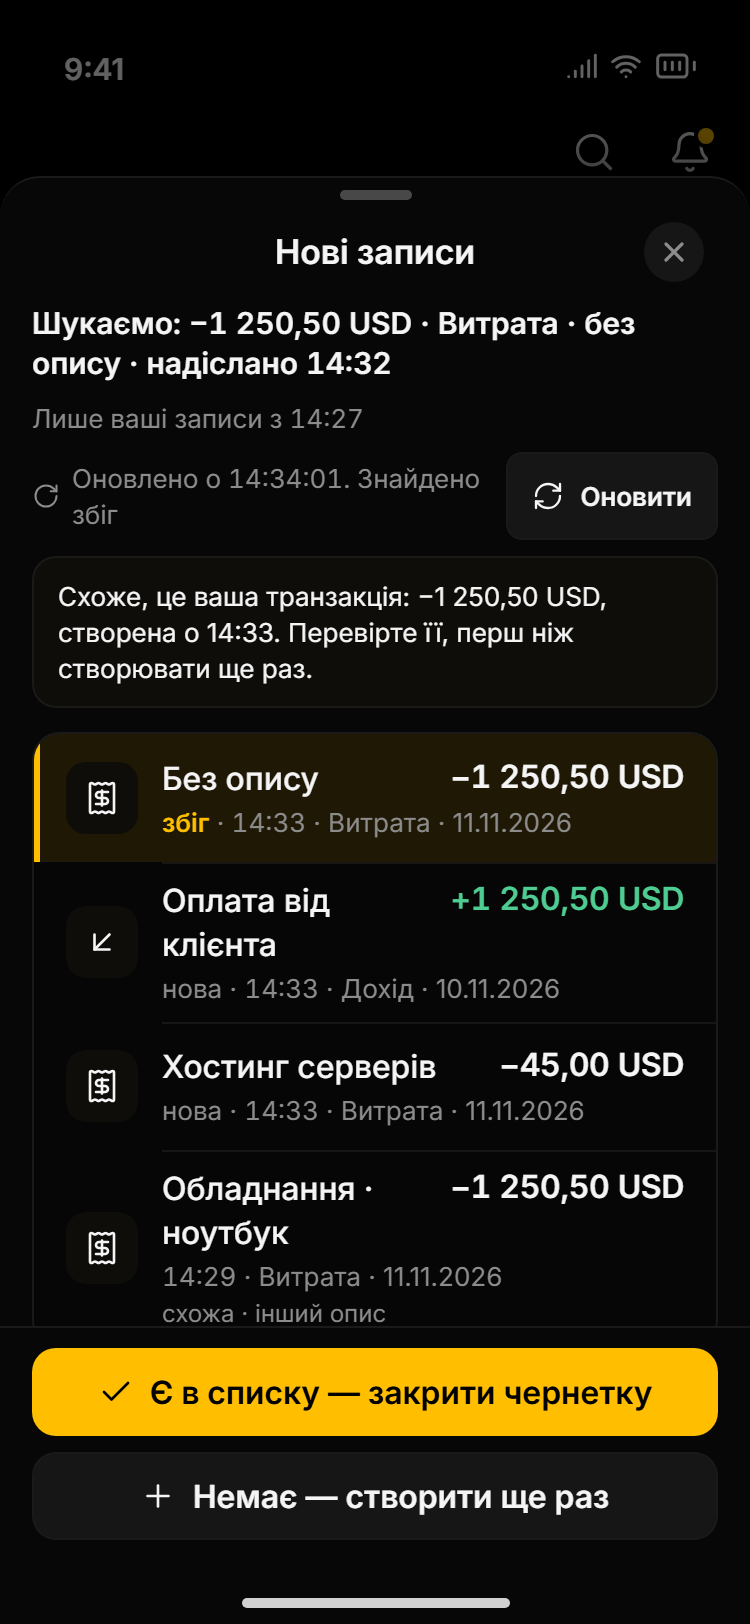 9:41
Нові записи
Шукаємо: −1 250,50 USD · Витрата · без
опису · надіслано 14:32
Лише ваші записи з 14:27
Оновлено о 14:34:01. Знайдено
збіг
Оновити
Схоже, це ваша транзакція: −1 250,50 USD,
створена о 14:33. Перевірте її, перш ніж
створювати ще раз.
Без опису −1 250,50 USD
збіг · 14:33 · Витрата · 11.11.2026
Оплата від +1 250,50 USD
клієнта
нова · 14:33 · Дохід · 10.11.2026
Хостинг серверів −45,00 USD
нова · 14:33 · Витрата · 11.11.2026
Обладнання · −1 250,50 USD
ноутбук
14:29 · Витрата · 11.11.2026
схожа · інший опис
Є в списку — закрити чернетку
Немає — створити ще раз